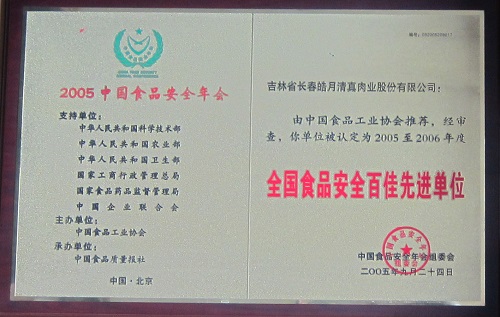 2005中国食品安全年会
支持单位:
中华人民共和国科学技术部
中华人民共和国农业部
中华人民共和国卫生部
国家工商行政管理总局
国家食品药品监督管理局
中国企业联合会
主办单位:
中国食品工业协会
承办单位:
中国食品质量报社
中国·北京
吉林省长春皓月清真肉业股份有限公司:
由中国食品工业协会推荐,经审
查,你单位被认定为2005至2006年度
全国食品安全百佳先进单位
中国食品安全年会组委会
二〇〇五年九月二十四日